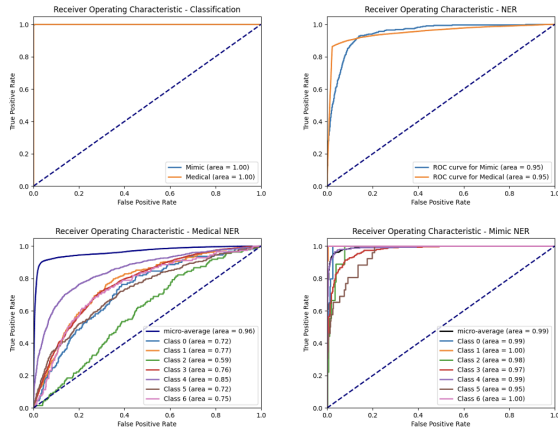 Receiver Operating Characteristic - Classification
True Positive Rate
1.0
0.8
0.6
0.4
0.2
0.0
0.0 0.2 0.4 0.6 0.8 1.0
False Positive Rate
Mimic (area = 1.00)
Medical (area = 1.00)
Receiver Operating Characteristic - NER
True Positive Rate
1.0
0.8
0.6
0.4
0.2
0.0
0.0 0.2 0.4 0.6 0.8 1.0
False Positive Rate
ROC curve for Mimic (area = 0.95)
ROC curve for Medical (area = 0.95)
Receiver Operating Characteristic - Medical NER
True Positive Rate
1.0
0.8
0.6
0.4
0.2
0.0
0.0 0.2 0.4 0.6 0.8 1.0
False Positive Rate
micro-average (area = 0.96)
Class 0 (area = 0.72)
Class 1 (area = 0.77)
Class 2 (area = 0.59)
Class 3 (area = 0.76)
Class 4 (area = 0.85)
Class 5 (area = 0.72)
Class 6 (area = 0.75)
Receiver Operating Characteristic - Mimic NER
True Positive Rate
1.0
0.8
0.6
0.4
0.2
0.0
0.0 0.2 0.4 0.6 0.8 1.0
False Positive Rate
micro-average (area = 0.99)
Class 0 (area = 0.99)
Class 1 (area = 1.00)
Class 2 (area = 0.98)
Class 3 (area = 0.97)
Class 4 (area = 0.99)
Class 5 (area = 0.95)
Class 6 (area = 1.00)